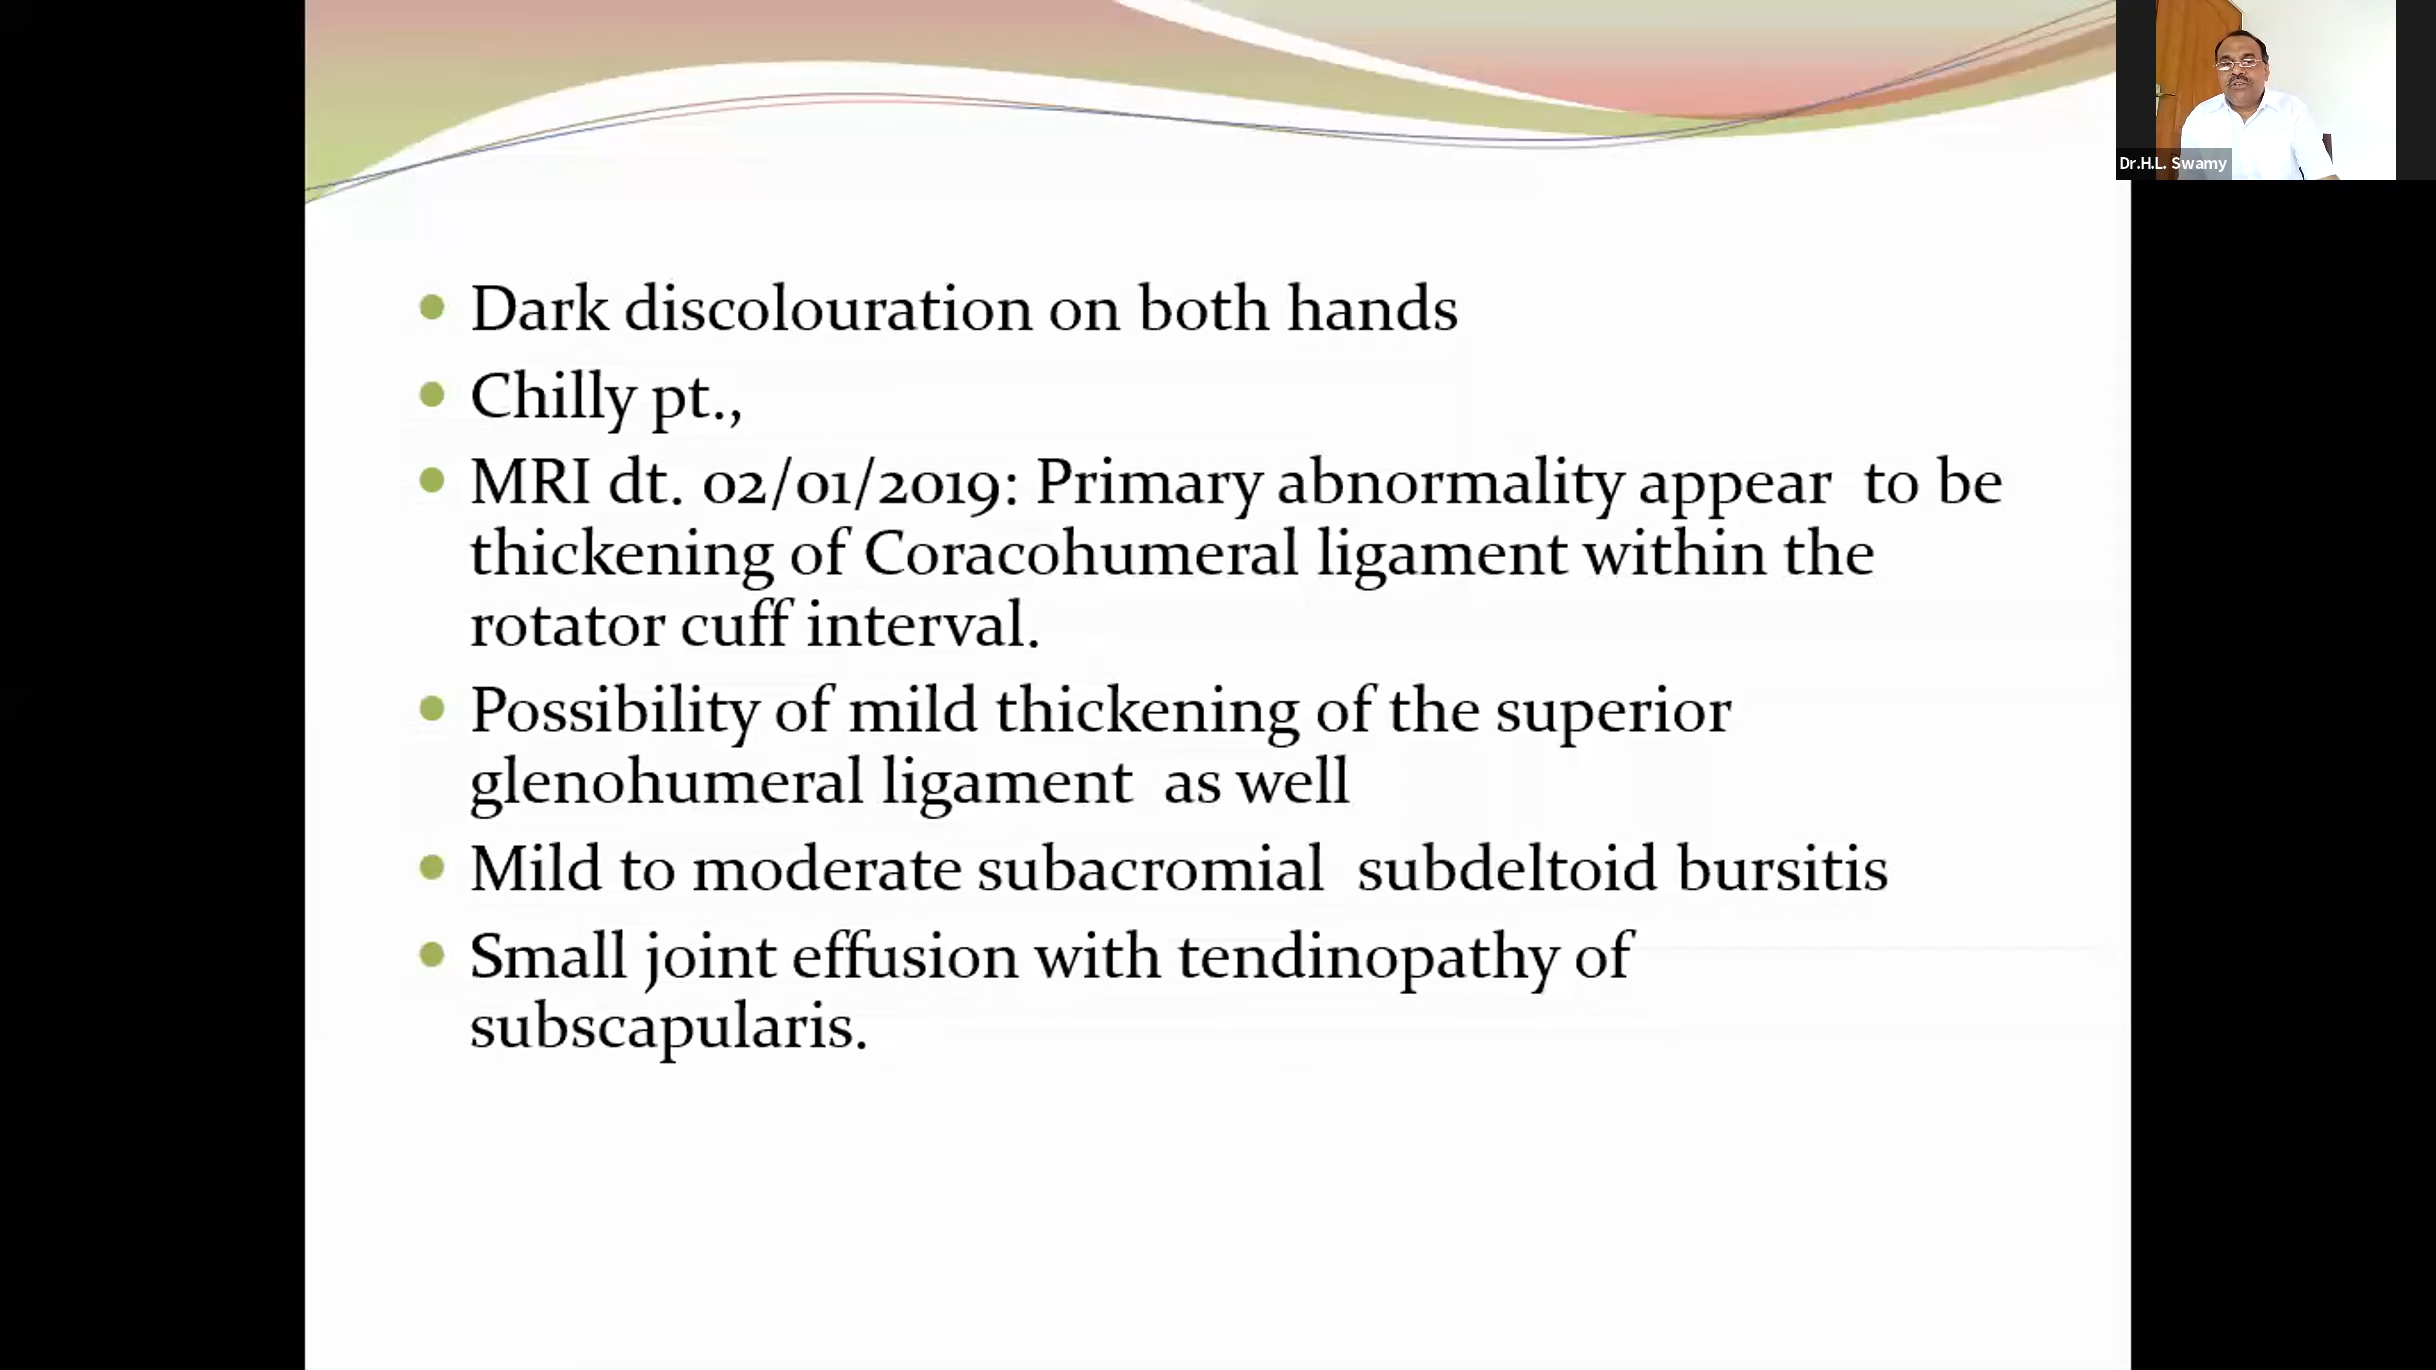 Dr.H.L. Swamy
Dark discolouration on both hands
Chilly pt.,
MRI dt. 02/01/2019: Primary abnormality appear to be
thickening of Coracohumeral ligament within the
rotator cuff interval.
Possibility of mild thickening of the superior
glenohumeral ligament as well
Mild to moderate subacromial subdeltoid bursitis
Small joint effusion with tendinopathy of
subscapularis.